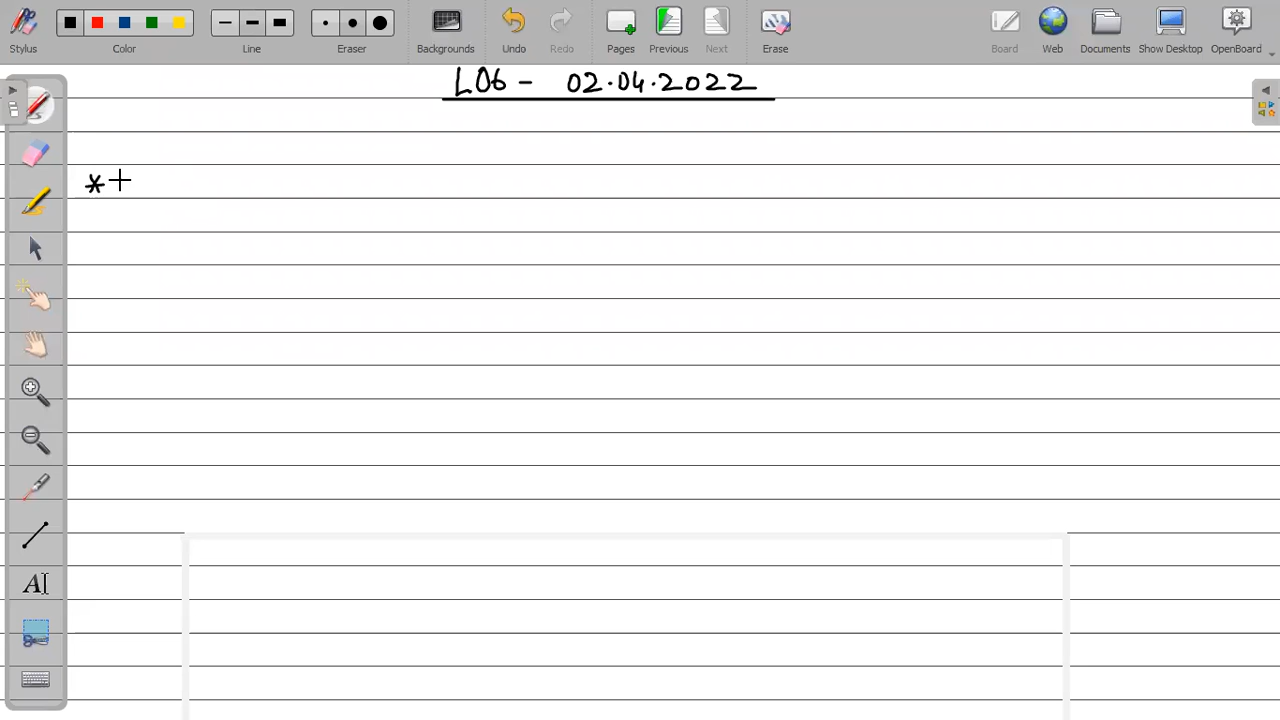 Stylus
Color
Line
Eraser
Backgrounds
Undo
Redo
Pages
Previous
Next
Erase
Board
Web
Documents
Show Desktop
OpenBoard
L06 - 02.04.2022
*